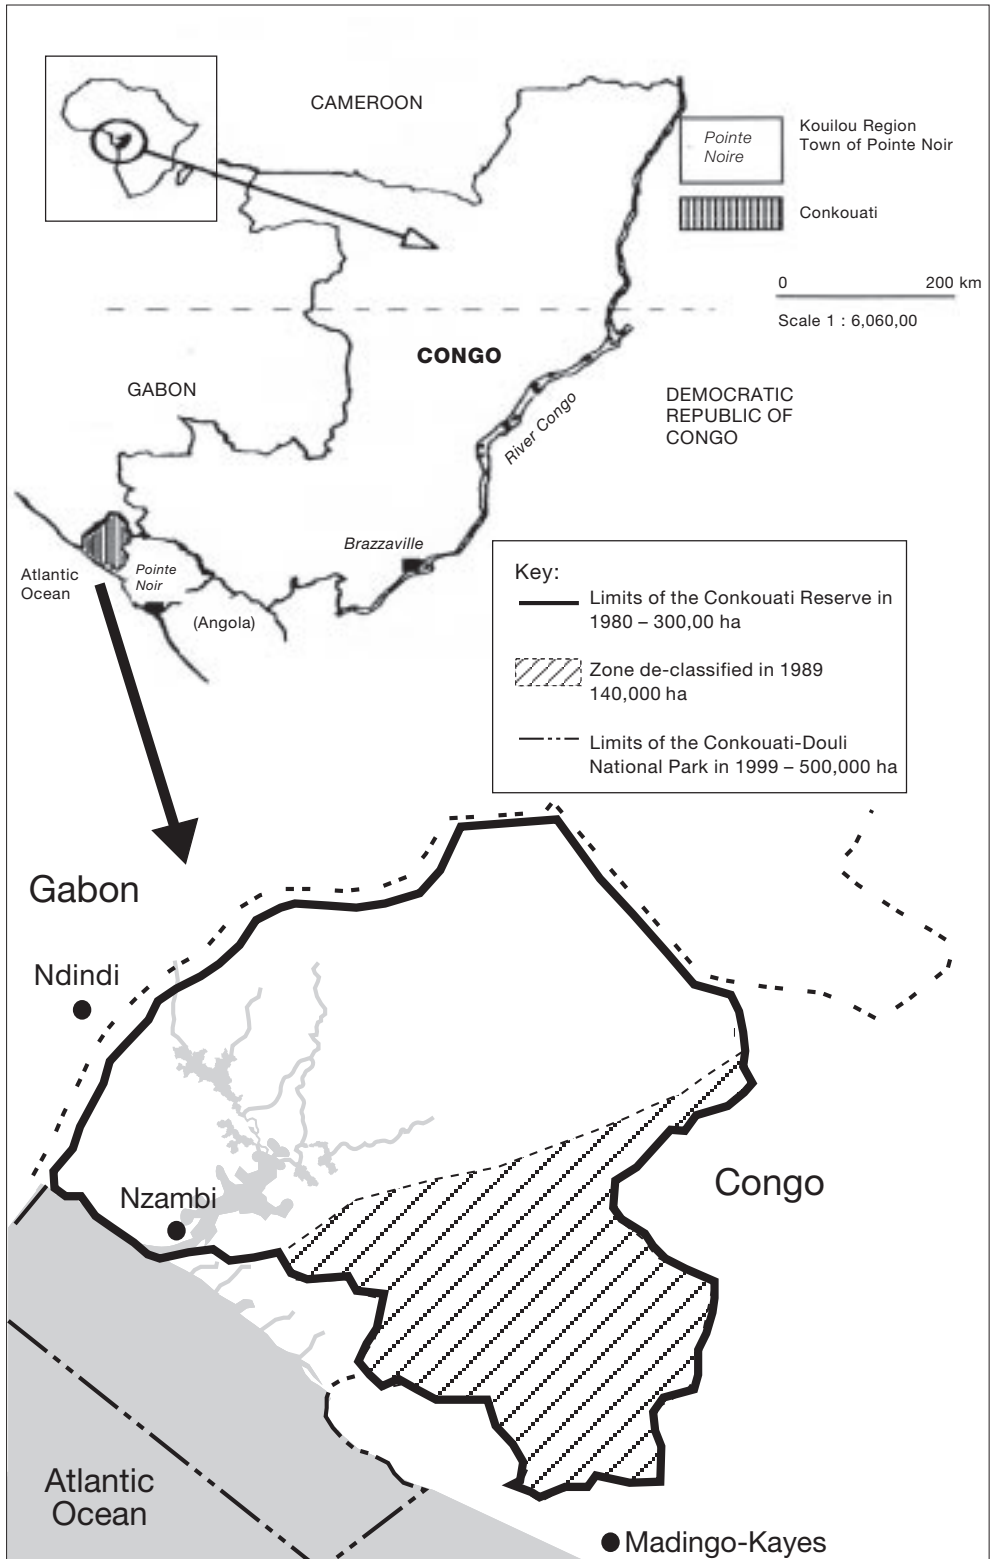 CAMEROON
Pointe
Noire
Kouilou Region
Town of Pointe Noir
Conkouati
0 200 km
Scale 1 : 6,060,00
CONGO
GABON
DEMOCRATIC
REPUBLIC OF
CONGO
River Congo
Brazzaville
Atlantic
Ocean
Pointe
Noir
(Angola)
Key:
Limits of the Conkouati Reserve in
1980 – 300,00 ha
Zone de-classified in 1989
140,000 ha
Limits of the Conkouati-Douli
National Park in 1999 – 500,000 ha
Gabon
Ndindi
Nzambi
Congo
Atlantic
Ocean
Madingo-Kayes